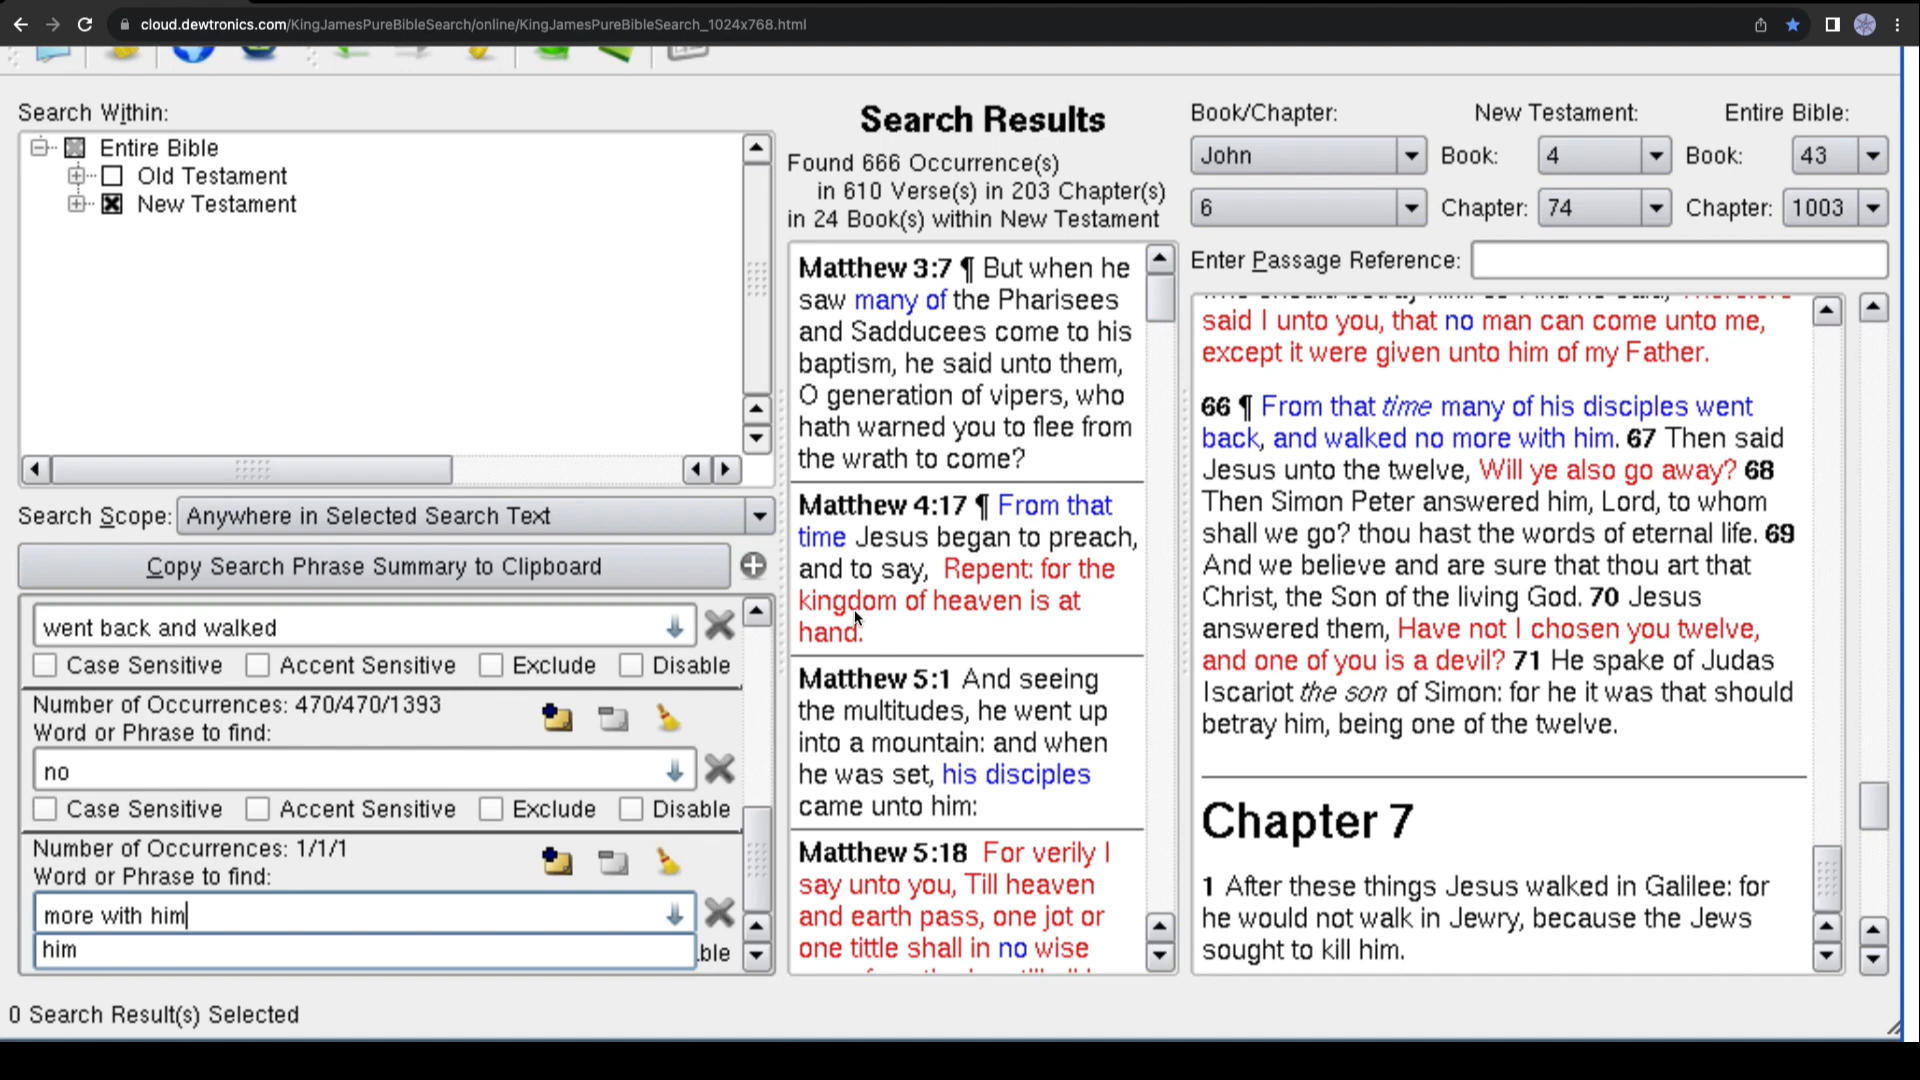 cloud.dewtronics.com/KingJamesPureBibleSearch/online/KingJamesPureBibleSearch_1024x768.html
Search Within:
Entire Bible
Old Testament
New Testament
Search Scope: Anywhere in Selected Search Text
Copy Search Phrase Summary to Clipboard
went back and walked
Case Sensitive Accent Sensitive Exclude Disable
Number of Occurrences: 470/470/1393
Word or Phrase to find:
no
Case Sensitive Accent Sensitive Exclude Disable
Number of Occurrences: 1/1/1
Word or Phrase to find:
more with him
him
ble
0 Search Result(s) Selected
Search Results
Found 666 Occurrence(s)
in 610 Verse(s) in 203 Chapter(s)
in 24 Book(s) within New Testament
Matthew 3:7 ¶ But when he
saw many of the Pharisees
and Sadducees come to his
baptism, he said unto them,
O generation of vipers, who
hath warned you to flee from
the wrath to come?
Matthew 4:17 ¶ From that
time Jesus began to preach,
and to say, Repent: for the
kingdom of heaven is at
hand.
Matthew 5:1 And seeing
the multitudes, he went up
into a mountain: and when
he was set, his disciples
came unto him:
Matthew 5:18 For verily I
say unto you, Till heaven
and earth pass, one jot or
one tittle shall in no wise
Book/Chapter: New Testament: Entire Bible:
John Book: 4 Book: 43
6 Chapter: 74 Chapter: 1003
Enter Passage Reference:
said I unto you, that no man can come unto me,
except it were given unto him of my Father.
66 ¶ From that time many of his disciples went
back, and walked no more with him. 67 Then said
Jesus unto the twelve, Will ye also go away? 68
Then Simon Peter answered him, Lord, to whom
shall we go? thou hast the words of eternal life. 69
And we believe and are sure that thou art that
Christ, the Son of the living God. 70 Jesus
answered them, Have not I chosen you twelve,
and one of you is a devil? 71 He spake of Judas
Iscariot the son of Simon: for he it was that should
betray him, being one of the twelve.
Chapter 7
1 After these things Jesus walked in Galilee: for
he would not walk in Jewry, because the Jews
sought to kill him.